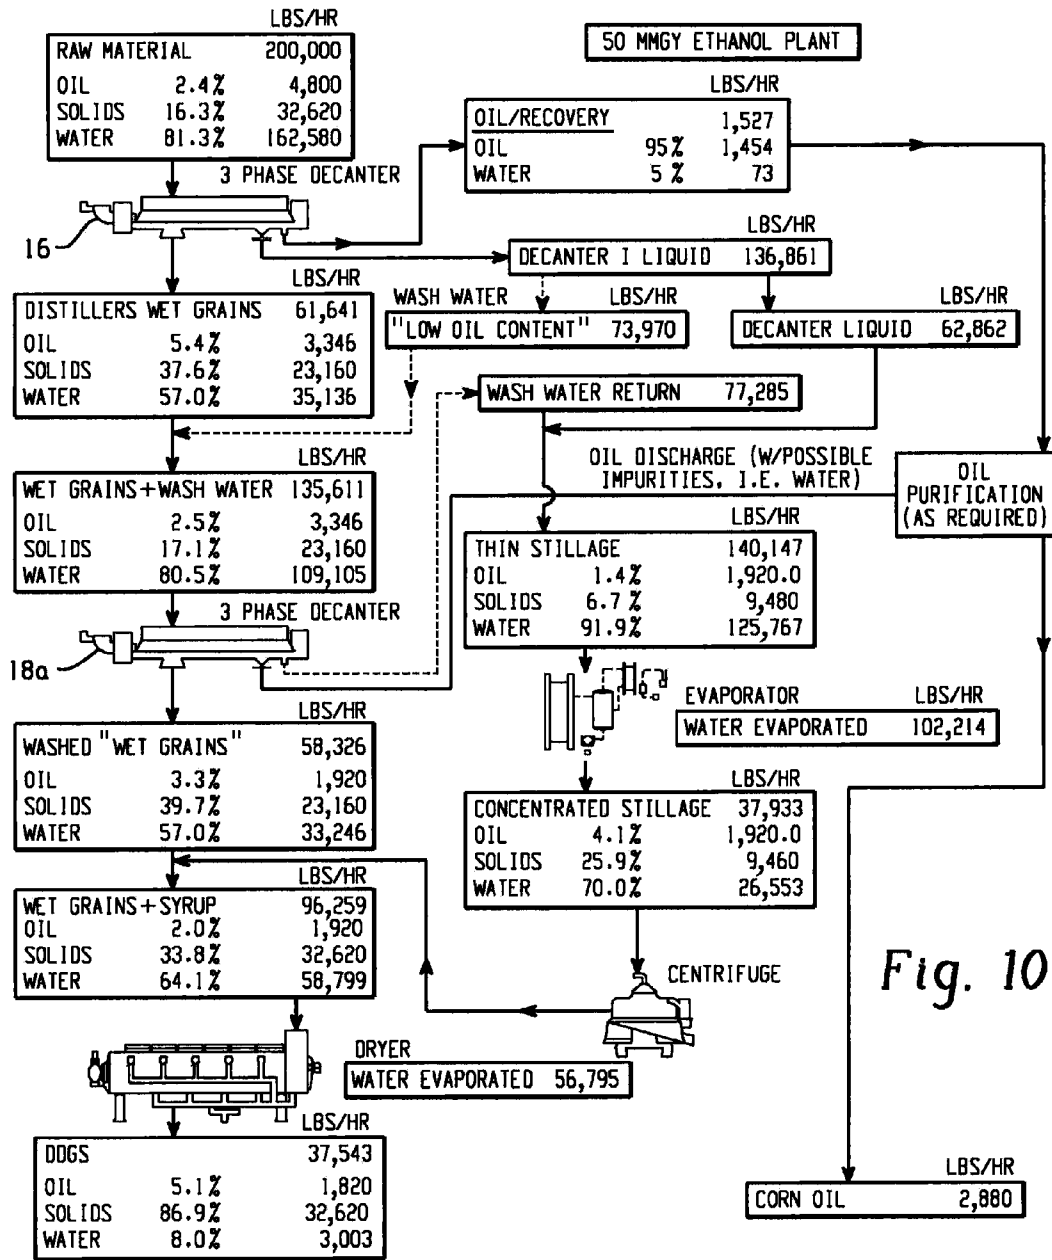 LBS/HR
RAW MATERIAL 200,000
OIL 2.4% 4,800
SOLIDS 16.3% 32,620
WATER 81.3% 162,580
50 MMGY ETHANOL PLANT
LBS/HR
OIL/RECOVERY 1,527
OIL 95% 1,454
WATER 5% 73
3 PHASE DECANTER
16
LBS/HR
DECANTER I LIQUID 136,861
LBS/HR
DISTILLERS WET GRAINS 61,641
OIL 5.4% 3,346
SOLIDS 37.6% 23,160
WATER 57.0% 35,136
WASH WATER LBS/HR
"LOW OIL CONTENT" 73,970
LBS/HR
DECANTER LIQUID 62,862
WASH WATER RETURN 77,285
OIL DISCHARGE (W/POSSIBLE
IMPURITIES, I.E. WATER)
OIL
PURIFICATION
(AS REQUIRED)
LBS/HR
WET GRAINS+WASH WATER 135,611
OIL 2.5% 3,346
SOLIDS 17.1% 23,160
WATER 80.5% 109,105
LBS/HR
THIN STILLAGE 140,147
OIL 1.4% 1,920.0
SOLIDS 6.7% 9,480
WATER 91.9% 125,767
3 PHASE DECANTER
18a
EVAPORATOR LBS/HR
WATER EVAPORATED 102,214
LBS/HR
WASHED "WET GRAINS" 58,326
OIL 3.3% 1,920
SOLIDS 39.7% 23,160
WATER 57.0% 33,246
LBS/HR
CONCENTRATED STILLAGE 37,933
OIL 4.1% 1,920.0
SOLIDS 25.9% 9,460
WATER 70.0% 26,553
LBS/HR
WET GRAINS+SYRUP 96,259
OIL 2.0% 1,920
SOLIDS 33.8% 32,620
WATER 64.1% 58,799
CENTRIFUGE
Fig. 10
DRYER
WATER EVAPORATED 56,795
LBS/HR
DDGS 37,543
OIL 5.1% 1,820
SOLIDS 86.9% 32,620
WATER 8.0% 3,003
LBS/HR
CORN OIL 2,880